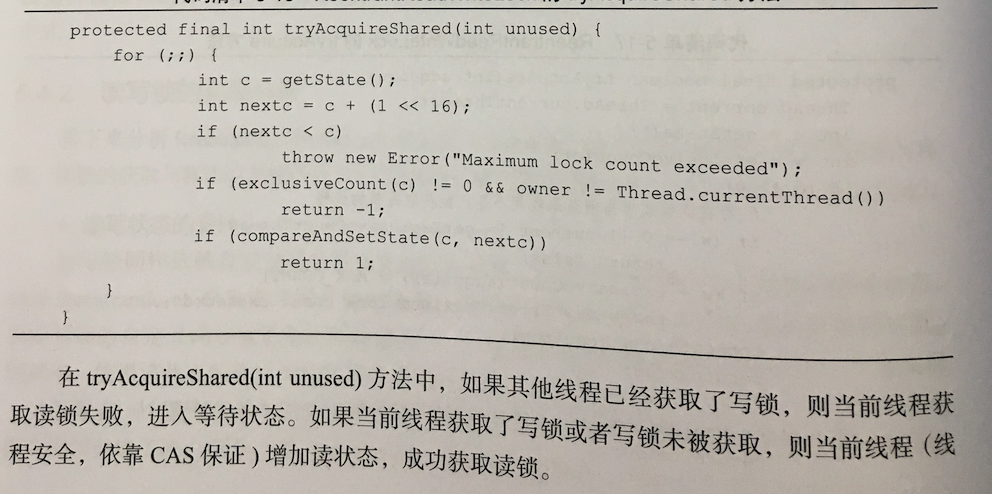 protected final int tryAcquireShared(int unused) {
for (;;) {
int c = getState();
int nextc = c + (1 << 16);
if (nextc < c)
throw new Error("Maximum lock count exceeded");
if (exclusiveCount(c) != 0 && owner != Thread.currentThread())
return -1;
if (compareAndSetState(c, nextc))
return 1;
}
}
在 tryAcquireShared(int unused) 方法中，如果其他线程已经获取了写锁，则当前线程获
取读锁失败，进入等待状态。如果当前线程获取了写锁或者写锁未被获取，则当前线程（线
程安全，依靠 CAS 保证）增加读状态，成功获取读锁。